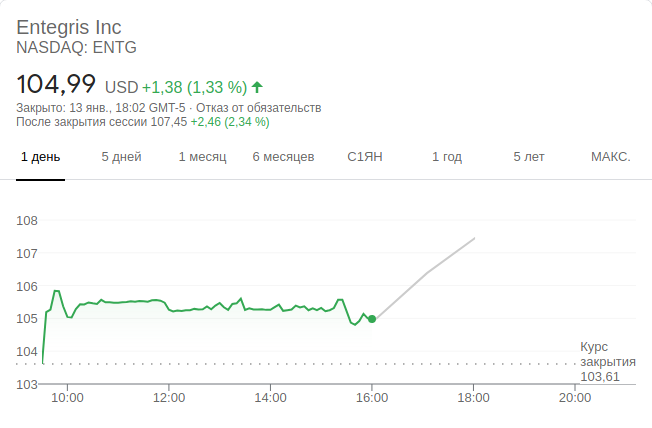 Entegris Inc
NASDAQ: ENTG
104,99 USD +1,38 (1,33 %)
Закрыто: 13 янв., 18:02 GMT-5 · Отказ от обязательств
После закрытия сессии 107,45 +2,46 (2,34 %)
1 день 5 дней 1 месяц 6 месяцев С1ЯН 1 год 5 лет МАКС.
108
107
106
105
104
103
Курс
закрытия
103,61
10:00 12:00 14:00 16:00 18:00 20:00